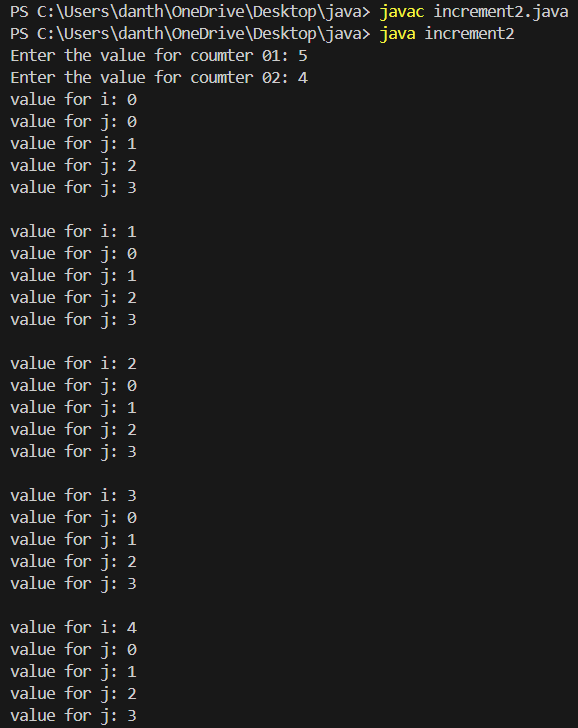 PS C:\Users\danth\OneDrive\Desktop\java> javac increment2.java
PS C:\Users\danth\OneDrive\Desktop\java> java increment2
Enter the value for coumter 01: 5
Enter the value for coumter 02: 4
value for i: 0
value for j: 0
value for j: 1
value for j: 2
value for j: 3

value for i: 1
value for j: 0
value for j: 1
value for j: 2
value for j: 3

value for i: 2
value for j: 0
value for j: 1
value for j: 2
value for j: 3

value for i: 3
value for j: 0
value for j: 1
value for j: 2
value for j: 3

value for i: 4
value for j: 0
value for j: 1
value for j: 2
value for j: 3